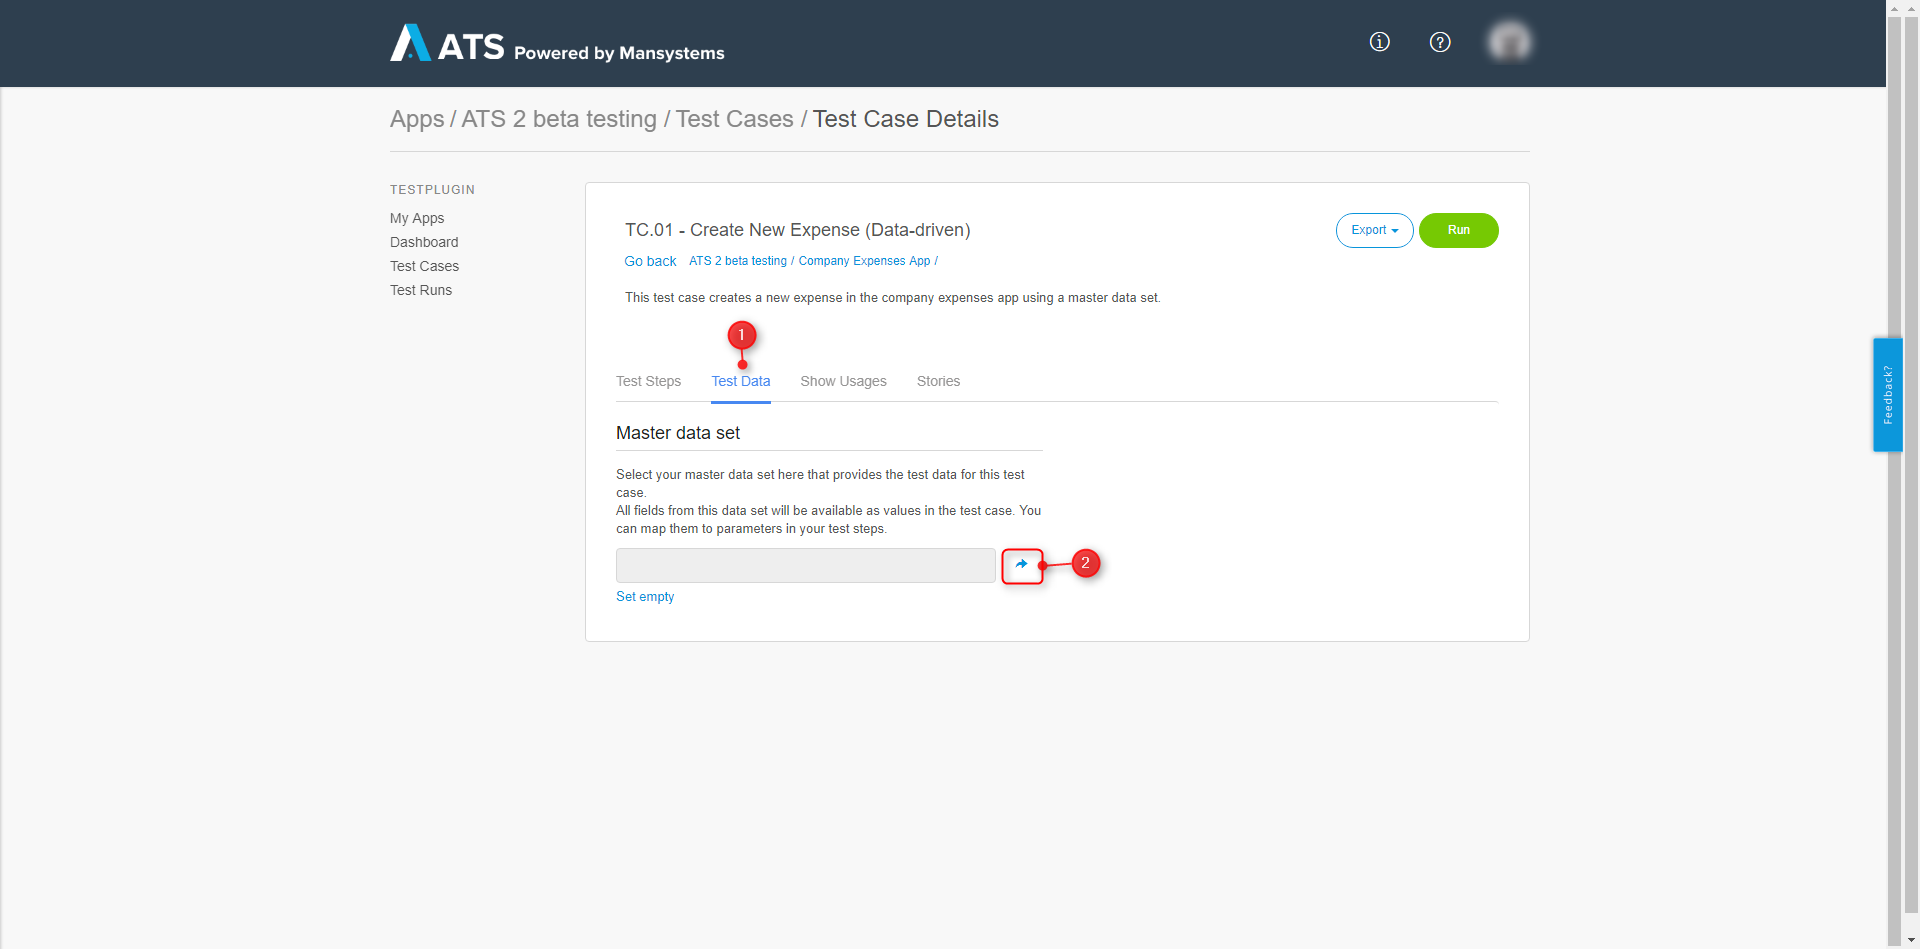 ATS Powered by Mansystems
Apps / ATS 2 beta testing / Test Cases / Test Case Details
TESTPLUGIN
My Apps
Dashboard
Test Cases
Test Runs
TC.01 - Create New Expense (Data-driven)
Export
Run
Go back ATS 2 beta testing / Company Expenses App /
This test case creates a new expense in the company expenses app using a master data set.
1
Test Steps Test Data Show Usages Stories
Master data set
Select your master data set here that provides the test data for this test
case.
All fields from this data set will be available as values in the test case. You
can map them to parameters in your test steps.
2
Set empty
Feedback?